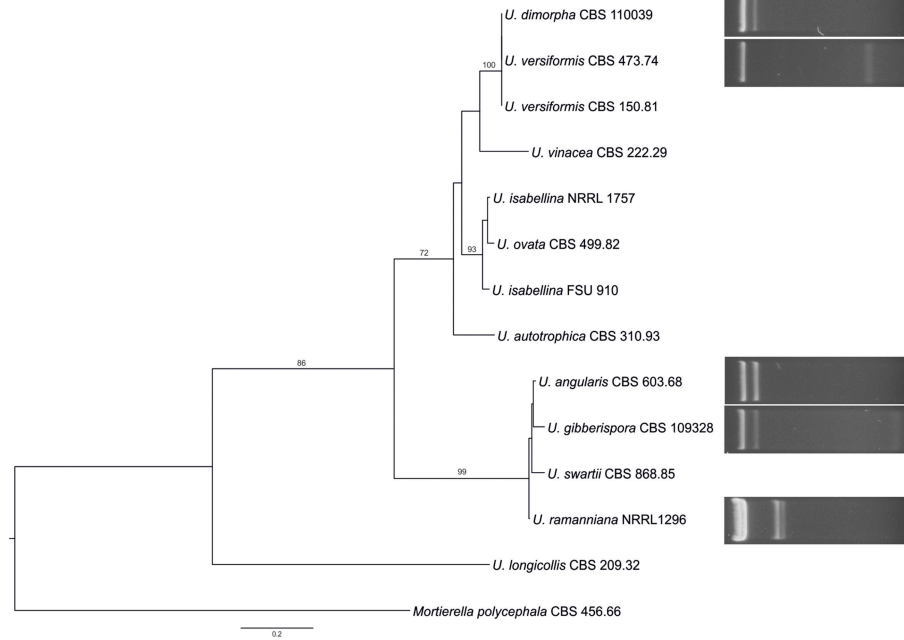 U. dimorpha CBS 110039
100
U. versiformis CBS 473.74
U. versiformis CBS 150.81
U. vinacea CBS 222.29
U. isabellina NRRL 1757
U. ovata CBS 499.82
93
72
U. isabellina FSU 910
U. autotrophica CBS 310.93
86
U. angularis CBS 603.68
U. gibberispora CBS 109328
99
U. swartii CBS 868.85
U. ramanniana NRRL1296
U. longicollis CBS 209.32
Mortierella polycephala CBS 456.66
0.2